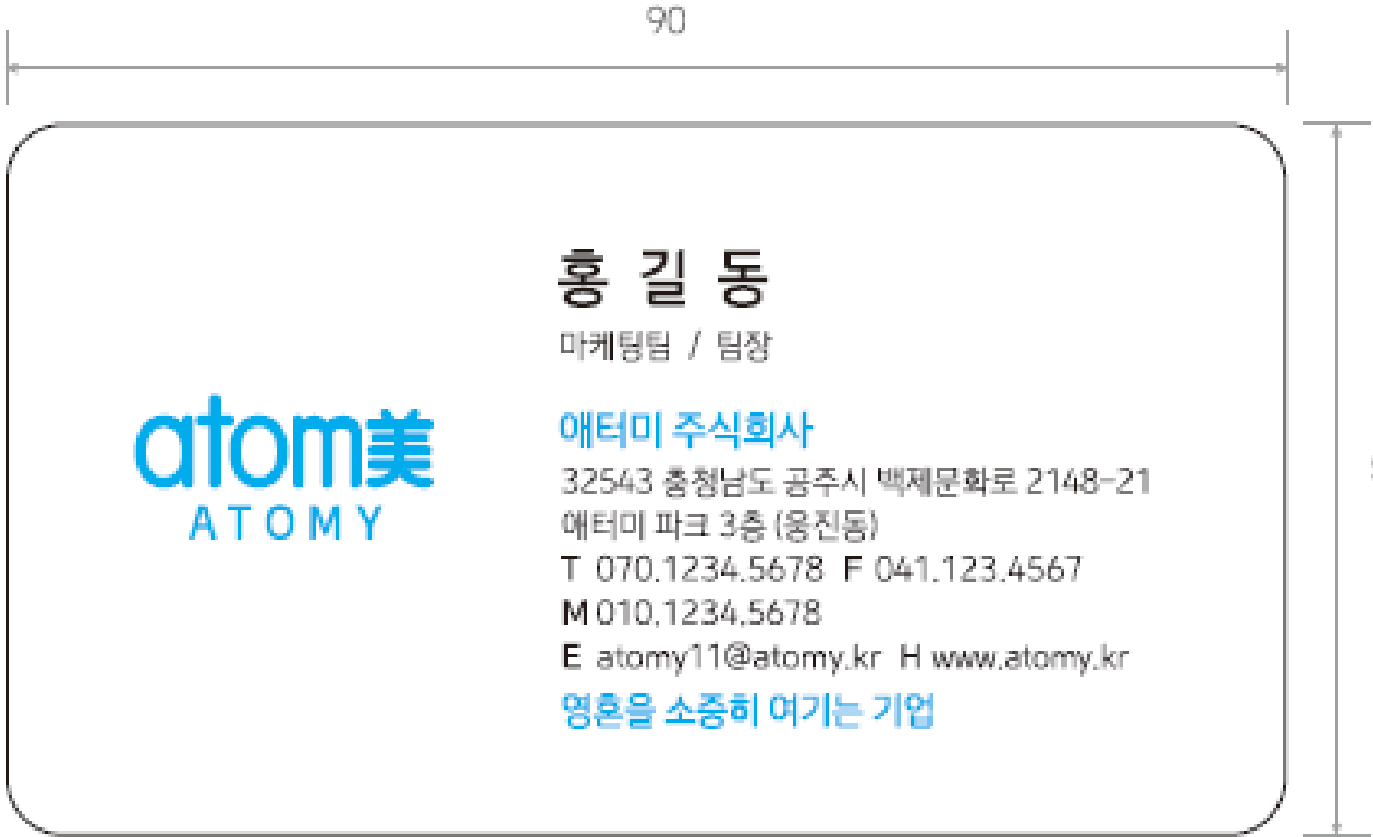 90
홍 길 동
마케팅팀 / 팀장
atom美
ATOMY
애터미 주식회사
32543 충청남도 공주시 백제문화로 2148-21
애터미 파크 3층 (웅진동)
T 070.1234.5678 F 041.123.4567
M 010.1234.5678
E atomy11@atomy.kr H www.atomy.kr
영혼을 소중히 여기는 기업